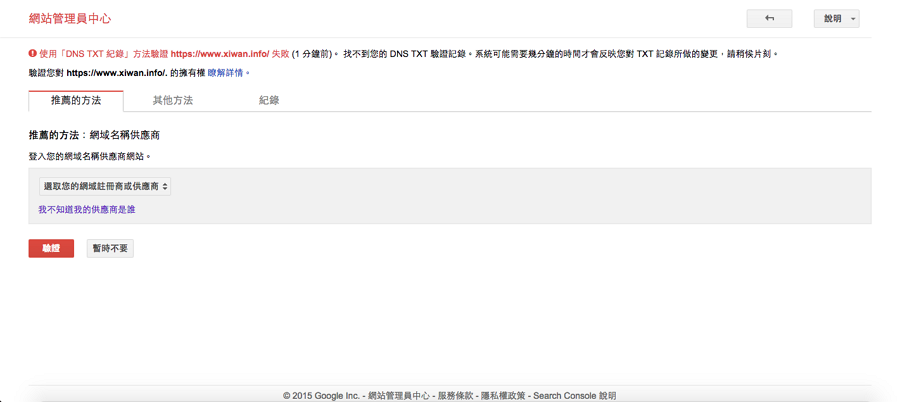 網站管理員中心
說明
使用「DNS TXT 紀錄」方法驗證 https://www.xiwan.info/ 失敗 (1 分鐘前)。 找不到您的 DNS TXT 驗證記錄。系統可能需要幾分鐘的時間才會反映您對 TXT 記錄所做的變更，請稍候片刻。
驗證您對 https://www.xiwan.info/. 的擁有權 瞭解詳情。
推薦的方法 其他方法 紀錄
推薦的方法：網域名稱供應商
登入您的網域名稱供應商網站。
選取您的網域註冊商或供應商
我不知道我的供應商是誰
驗證 暫時不要
© 2015 Google Inc. - 網站管理員中心 - 服務條款 - 隱私權政策 - Search Console 說明